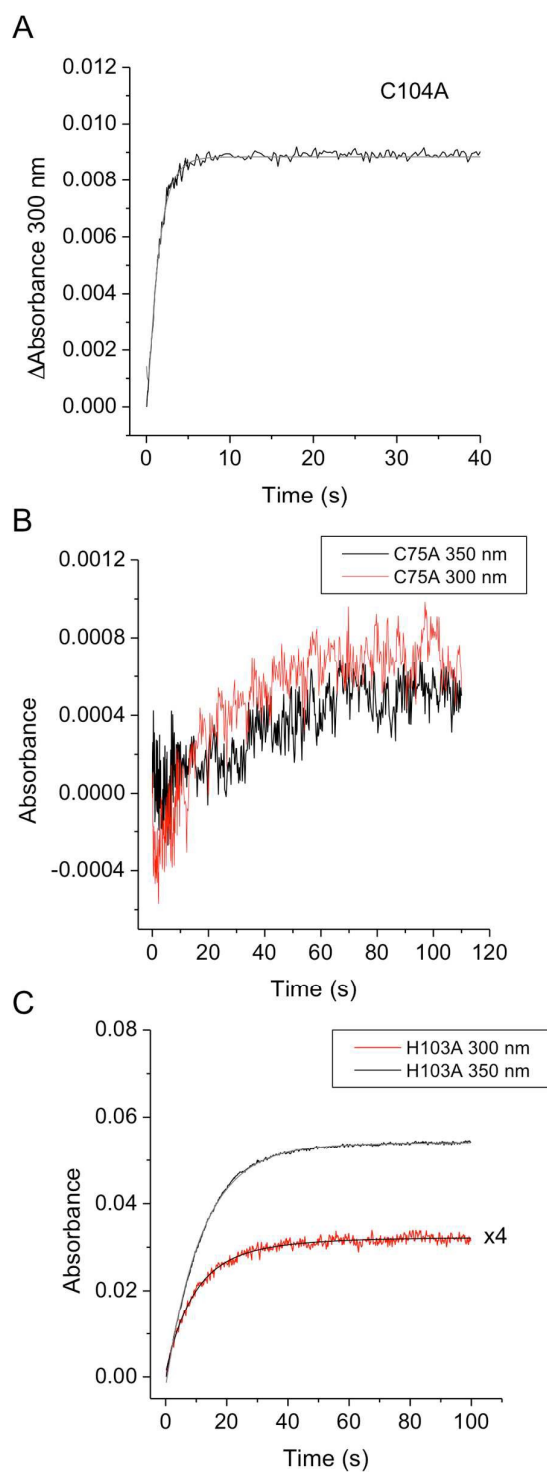 A
C104A
0.012
0.010
0.008
0.006
0.004
0.002
0.000
ΔAbsorbance 300 nm
0 10 20 30 40
Time (s)
B
C75A 350 nm
C75A 300 nm
0.0012
0.0008
0.0004
0.0000
-0.0004
Absorbance
0 20 40 60 80 100 120
Time (s)
C
H103A 300 nm
H103A 350 nm
0.08
0.06
0.04
0.02
0.00
Absorbance
x4
0 20 40 60 80 100
Time (s)